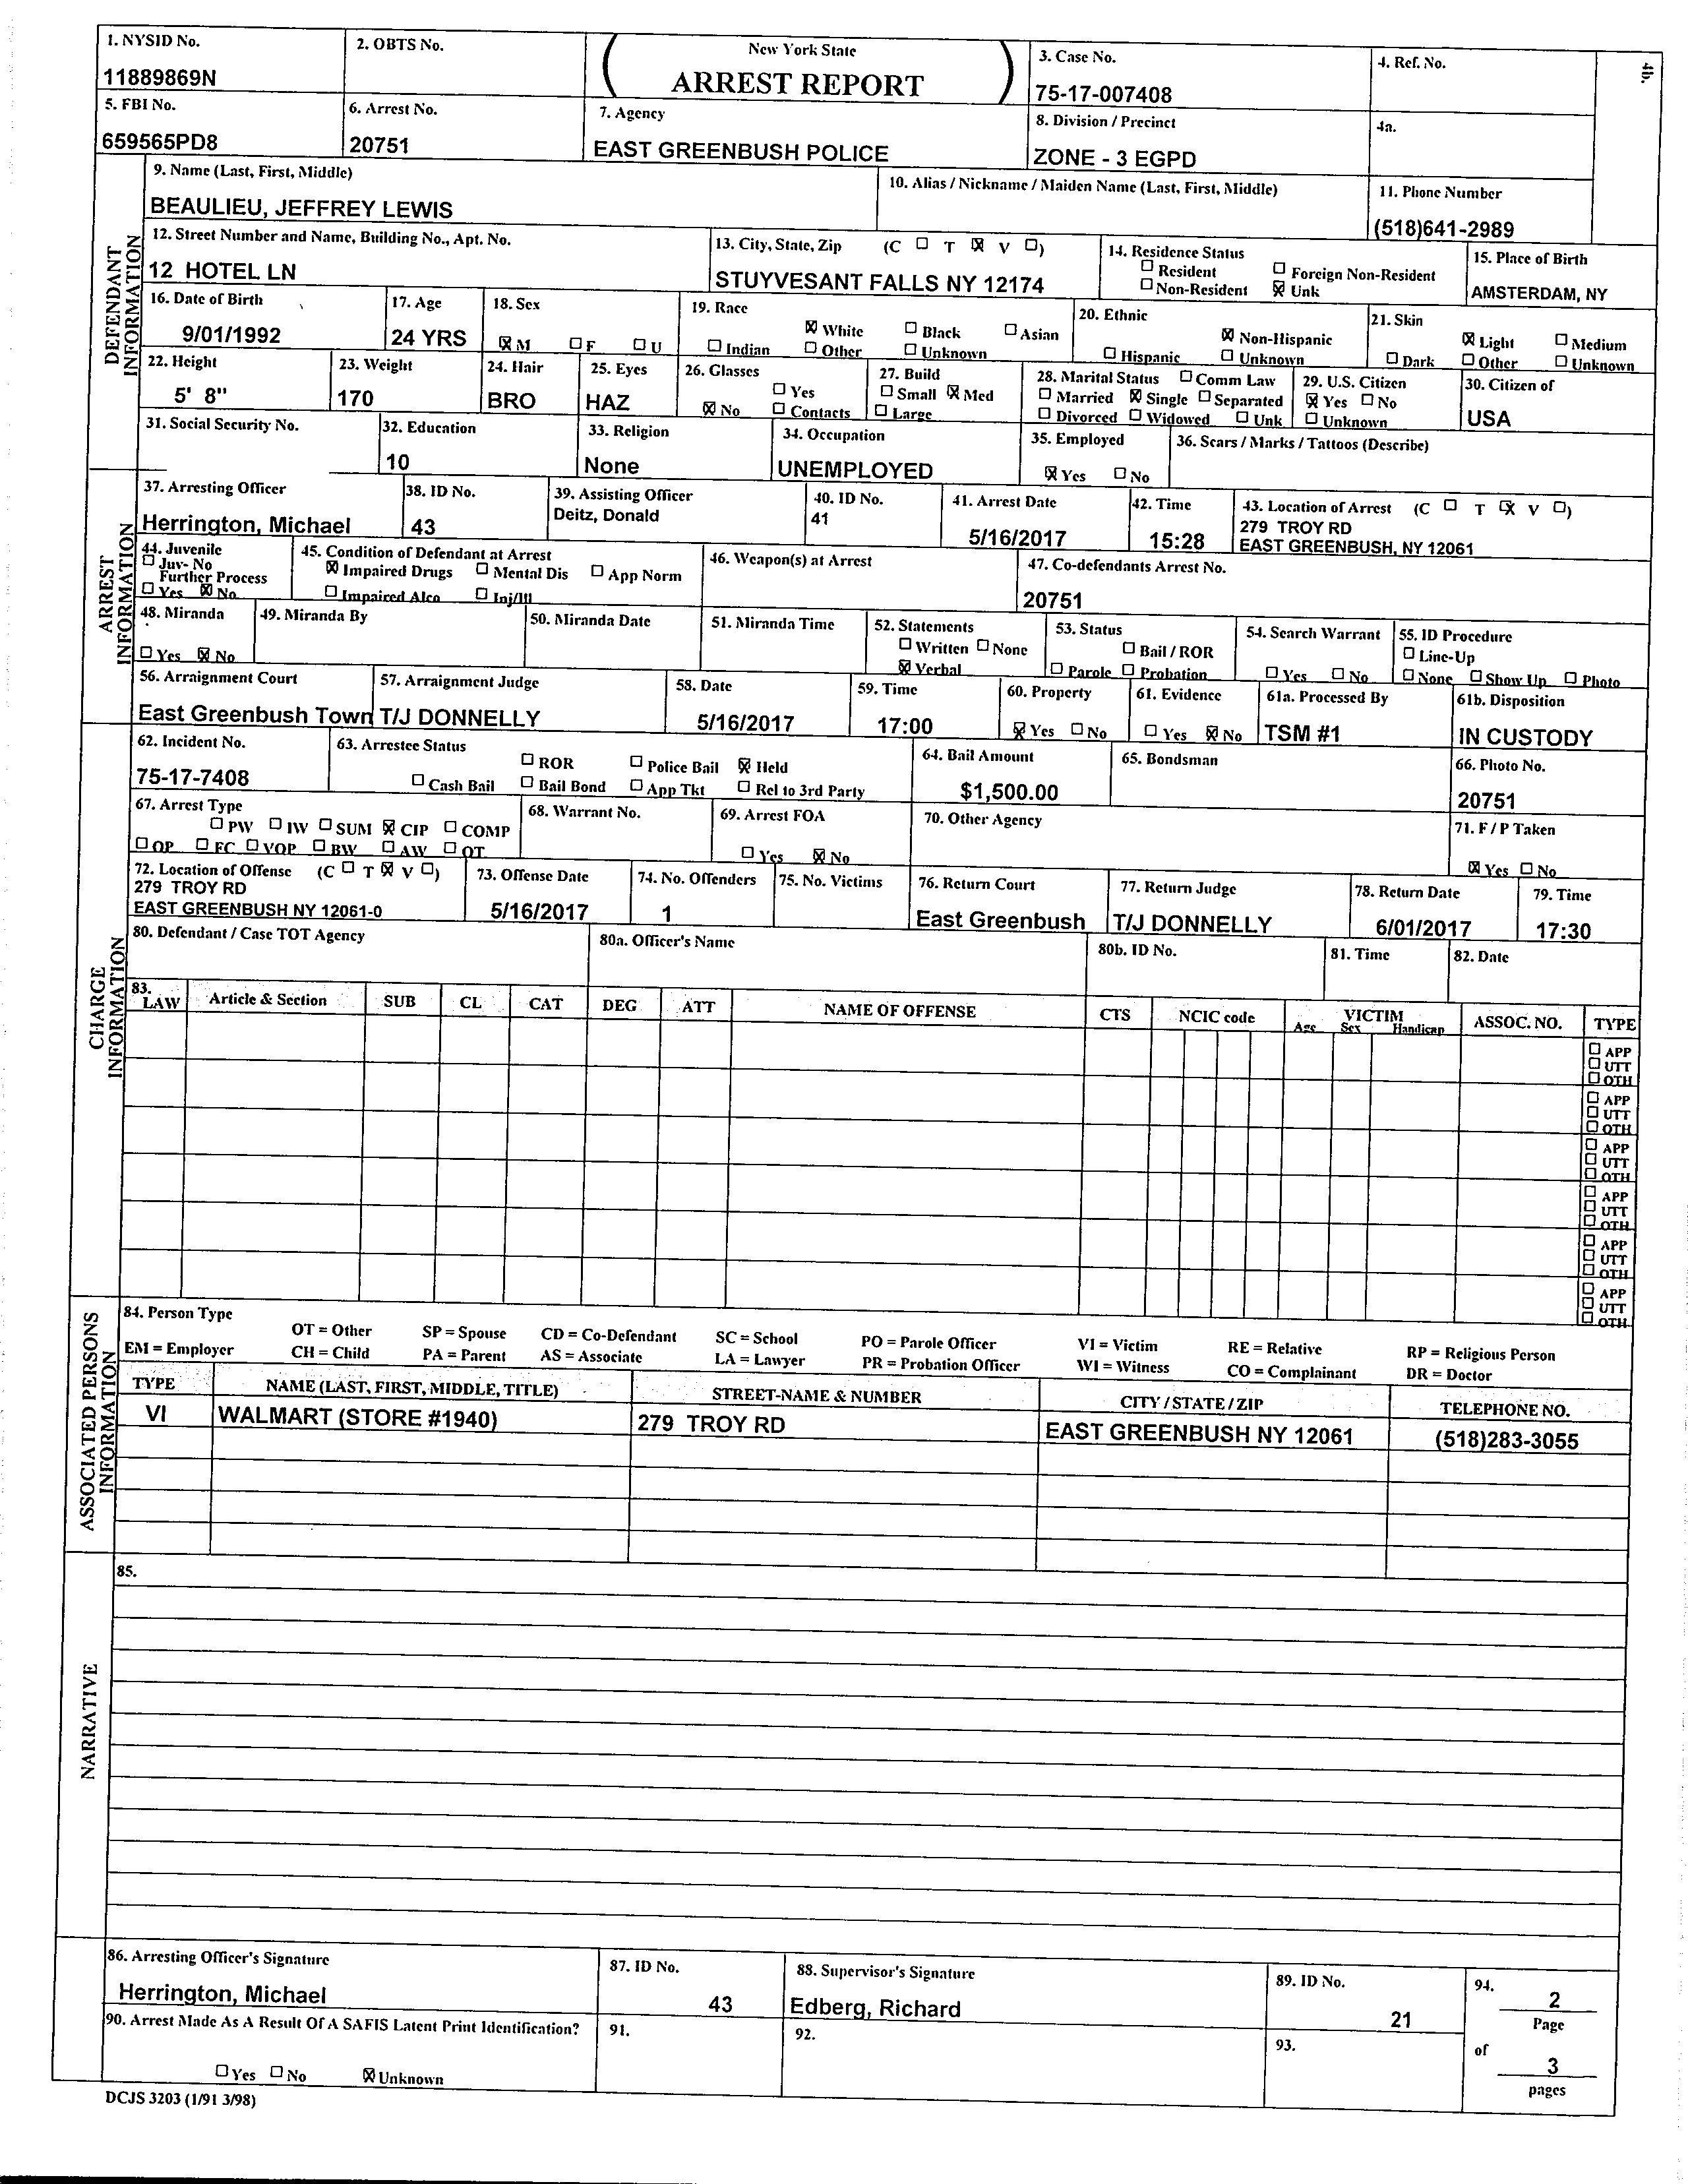 1. NYSID No.
11889869N
2. OBTS No.
New York State
ARREST REPORT
3. Case No.
75-17-007408
4. Ref. No.
4b.
5. FBI No.
659565PD8
6. Arrest No.
20751
7. Agency
EAST GREENBUSH POLICE
8. Division / Precinct
ZONE - 3 EGPD
4a.
DEFENDANT INFORMATION
9. Name (Last, First, Middle)
BEAULIEU, JEFFREY LEWIS
10. Alias / Nickname / Maiden Name (Last, First, Middle)
11. Phone Number
(518)641-2989
12. Street Number and Name, Building No., Apt. No.
12 HOTEL LN
13. City, State, Zip (C ☐ T ☒ V ☐)
STUYVESANT FALLS NY 12174
14. Residence Status
☐ Resident ☐ Foreign Non-Resident
☐ Non-Resident ☒ Unk
15. Place of Birth
AMSTERDAM, NY
16. Date of Birth
9/01/1992
17. Age
24 YRS
18. Sex
☒ M ☐ F ☐ U
19. Race
☒ White ☐ Black ☐ Asian
☐ Indian ☐ Other ☐ Unknown
20. Ethnic
☒ Non-Hispanic
☐ Hispanic ☐ Unknown
21. Skin
☒ Light ☐ Medium
☐ Dark ☐ Other ☐ Unknown
22. Height
5' 8"
23. Weight
170
24. Hair
BRO
25. Eyes
HAZ
26. Glasses
☐ Yes
☒ No ☐ Contacts
27. Build
☐ Small ☒ Med
☐ Large
28. Marital Status ☐ Comm Law
☐ Married ☒ Single ☐ Separated
☐ Divorced ☐ Widowed ☐ Unk
29. U.S. Citizen
☒ Yes ☐ No
☐ Unknown
30. Citizen of
USA
31. Social Security No.
32. Education
10
33. Religion
None
34. Occupation
UNEMPLOYED
35. Employed
☒ Yes ☐ No
36. Scars / Marks / Tattoos (Describe)
ARREST INFORMATION
37. Arresting Officer
Herrington, Michael
38. ID No.
43
39. Assisting Officer
Deitz, Donald
40. ID No.
41
41. Arrest Date
5/16/2017
42. Time
15:28
43. Location of Arrest (C ☐ T ☒ V ☐)
279 TROY RD
EAST GREENBUSH, NY 12061
44. Juvenile
☐ Juv- No
Further Process
☐ Yes ☒ No
45. Condition of Defendant at Arrest
☒ Impaired Drugs ☐ Mental Dis ☐ App Norm
☐ Impaired Alco ☐ Inj/Ill
46. Weapon(s) at Arrest
47. Co-defendants Arrest No.
20751
48. Miranda
☐ Yes ☒ No
49. Miranda By
50. Miranda Date
51. Miranda Time
52. Statements
☐ Written ☐ None
☒ Verbal
53. Status
☐ Bail / ROR
☐ Parole ☐ Probation
54. Search Warrant
☐ Yes ☐ No
55. ID Procedure
☐ Line-Up
☐ None ☐ Show Up ☐ Photo
56. Arraignment Court
East Greenbush Town
57. Arraignment Judge
T/J DONNELLY
58. Date
5/16/2017
59. Time
17:00
60. Property
☒ Yes ☐ No
61. Evidence
☐ Yes ☒ No
61a. Processed By
TSM #1
61b. Disposition
IN CUSTODY
CHARGE INFORMATION
62. Incident No.
75-17-7408
63. Arrestee Status
☐ ROR ☐ Police Bail ☒ Held
☐ Cash Bail ☐ Bail Bond ☐ App Tkt ☐ Rel to 3rd Party
64. Bail Amount
$1,500.00
65. Bondsman
66. Photo No.
20751
67. Arrest Type
☐ PW ☐ IW ☐ SUM ☒ CIP ☐ COMP
☐ OP ☐ FC ☐ VOP ☐ BW ☐ AW ☐ OT
68. Warrant No.
69. Arrest FOA
☐ Yes ☒ No
70. Other Agency
71. F / P Taken
☒ Yes ☐ No
72. Location of Offense (C ☐ T ☒ V ☐)
279 TROY RD
EAST GREENBUSH NY 12061-0
73. Offense Date
5/16/2017
74. No. Offenders
1
75. No. Victims
76. Return Court
East Greenbush
77. Return Judge
T/J DONNELLY
78. Return Date
6/01/2017
79. Time
17:30
80. Defendant / Case TOT Agency
80a. Officer's Name
80b. ID No.
81. Time
82. Date
83.
LAW Article & Section SUB CL CAT DEG ATT NAME OF OFFENSE CTS NCIC code VICTIM ASSOC. NO. TYPE
Age Sex Handicap
☐ APP
☐ UTT
☐ OTH
☐ APP
☐ UTT
☐ OTH
☐ APP
☐ UTT
☐ OTH
☐ APP
☐ UTT
☐ OTH
☐ APP
☐ UTT
☐ OTH
☐ APP
☐ UTT
☐ OTH
ASSOCIATED PERSONS INFORMATION
84. Person Type
OT = Other SP = Spouse CD = Co-Defendant SC = School PO = Parole Officer VI = Victim RE = Relative RP = Religious Person
EM = Employer CH = Child PA = Parent AS = Associate LA = Lawyer PR = Probation Officer WI = Witness CO = Complainant DR = Doctor
TYPE NAME (LAST, FIRST, MIDDLE, TITLE) STREET-NAME & NUMBER CITY / STATE / ZIP TELEPHONE NO.
VI WALMART (STORE #1940) 279 TROY RD EAST GREENBUSH NY 12061 (518)283-3055
NARRATIVE
85.
86. Arresting Officer's Signature
Herrington, Michael
87. ID No.
43
88. Supervisor's Signature
Edberg, Richard
89. ID No.
21
94.
2
Page
of
3
pages
90. Arrest Made As A Result Of A SAFIS Latent Print Identification?
☐ Yes ☐ No ☒ Unknown
91.
92.
93.
DCJS 3203 (1/91 3/98)